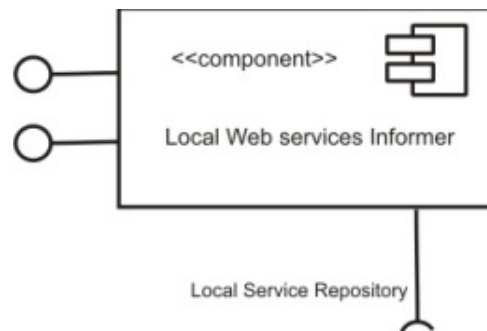 <<component>>
Local Web services Informer
Local Service Repository